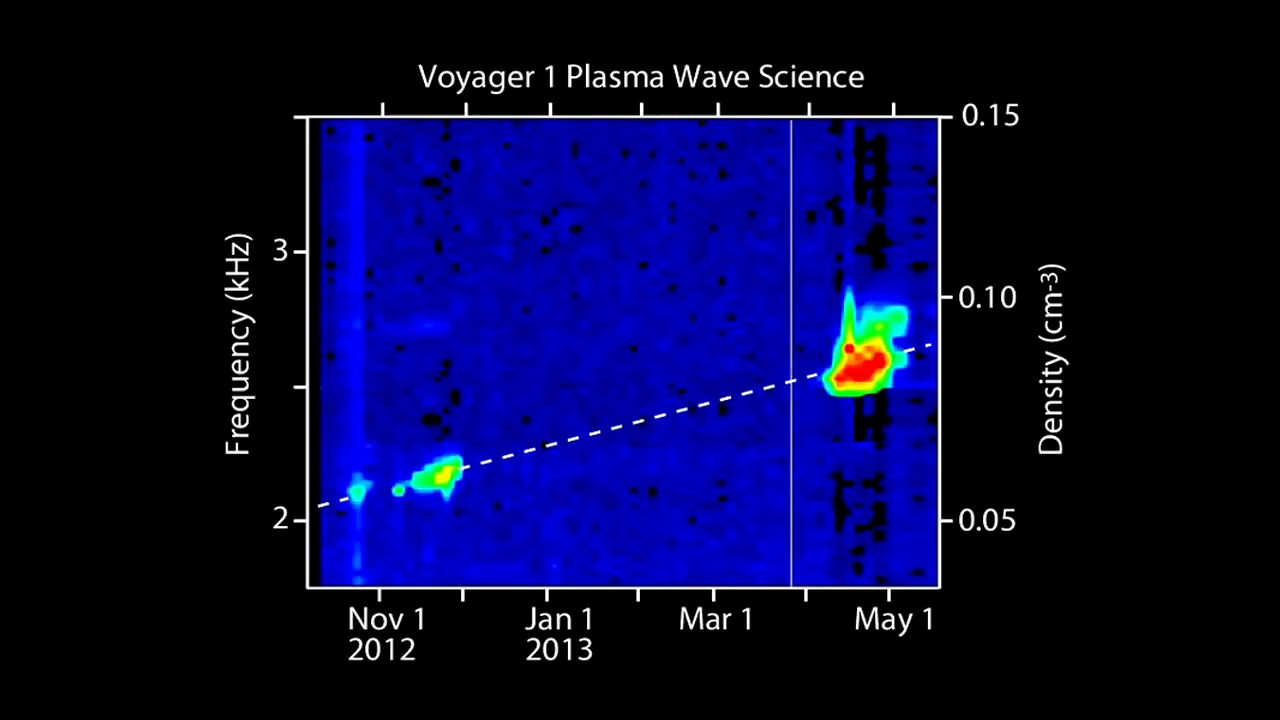 Voyager 1 Plasma Wave Science
0.15
3
0.10
Frequency (kHz)
Density (cm-3)
2
0.05
Nov 1 Jan 1 Mar 1 May 1
2012 2013